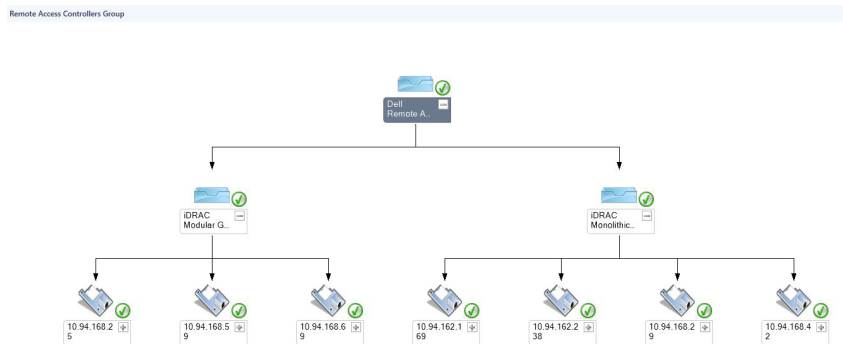 Remote Access Controllers Group
Dell
Remote A..
iDRAC
Modular G..
iDRAC
Monolithic..
10.94.168.2
5
10.94.168.5
9
10.94.168.6
9
10.94.162.1
69
10.94.162.2
38
10.94.168.2
9
10.94.168.4
2